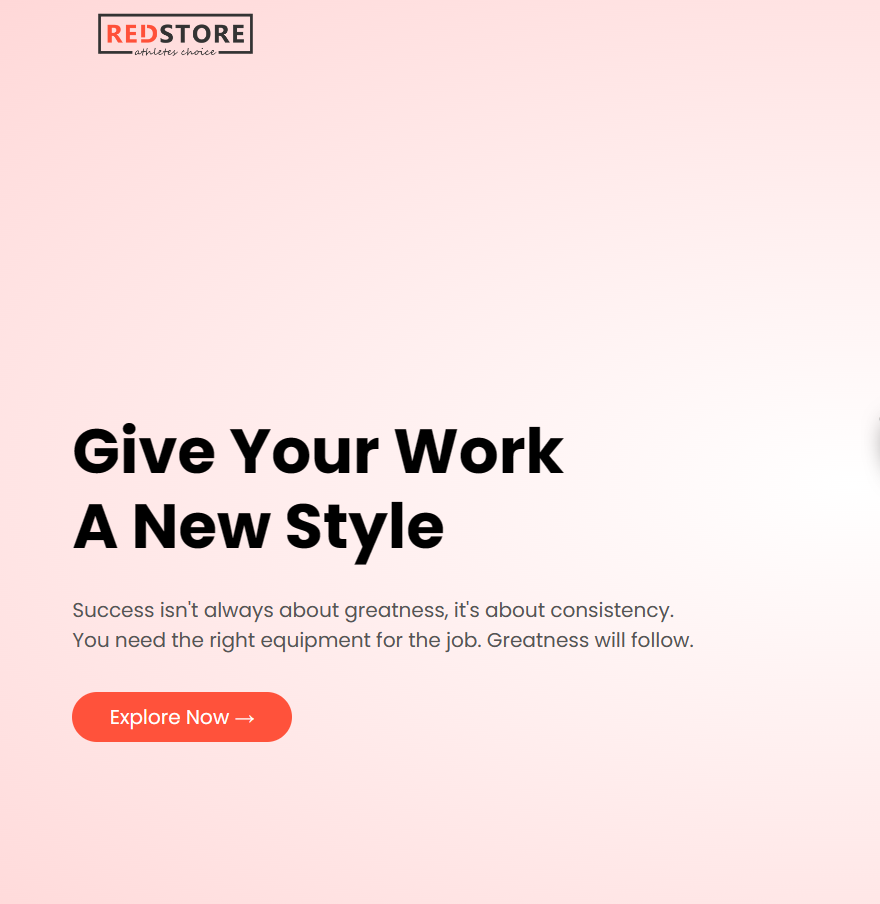 REDSTORE
athletes choice
Give Your Work
A New Style
Success isn't always about greatness, it's about consistency.
You need the right equipment for the job. Greatness will follow.
Explore Now →